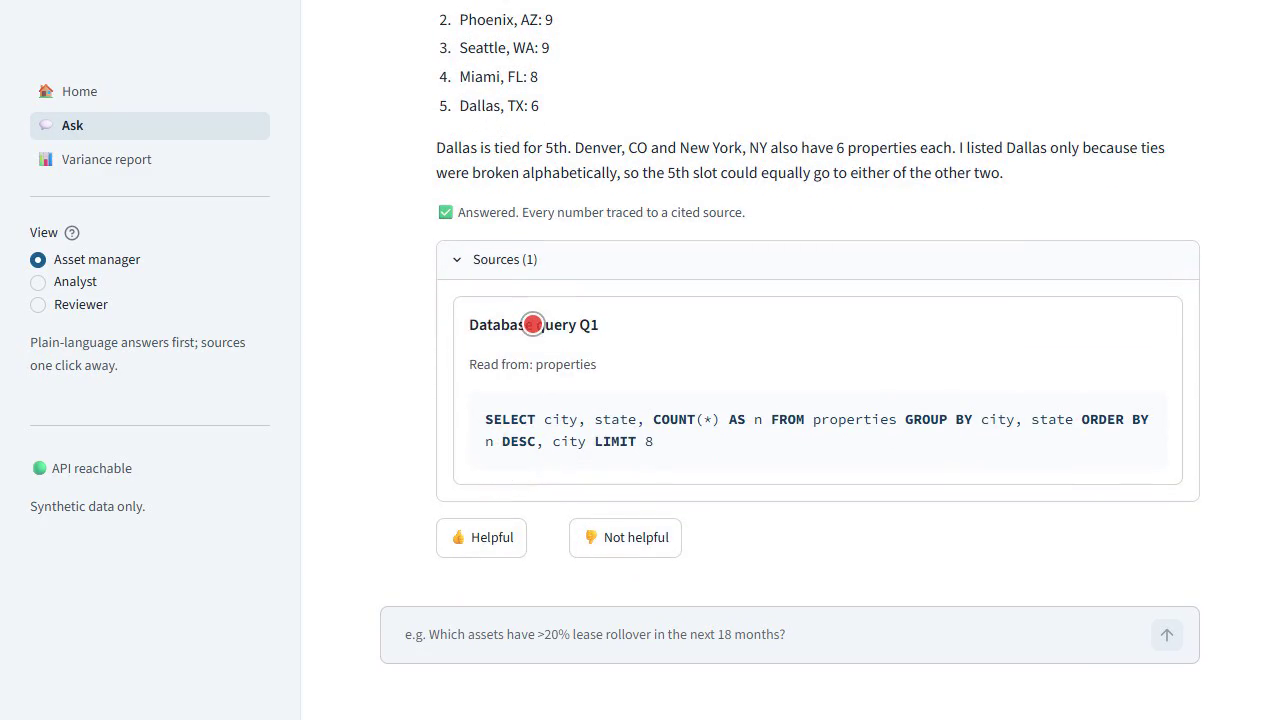 Home
Ask
Variance report
View
Asset manager
Analyst
Reviewer
Plain-language answers first; sources
one click away.
API reachable
Synthetic data only.
2. Phoenix, AZ: 9
3. Seattle, WA: 9
4. Miami, FL: 8
5. Dallas, TX: 6
Dallas is tied for 5th. Denver, CO and New York, NY also have 6 properties each. I listed Dallas only because ties
were broken alphabetically, so the 5th slot could equally go to either of the other two.
Answered. Every number traced to a cited source.
Sources (1)
Database query Q1
Read from: properties
SELECT city, state, COUNT(*) AS n FROM properties GROUP BY city, state ORDER BY
n DESC, city LIMIT 8
Helpful
Not helpful
e.g. Which assets have >20% lease rollover in the next 18 months?